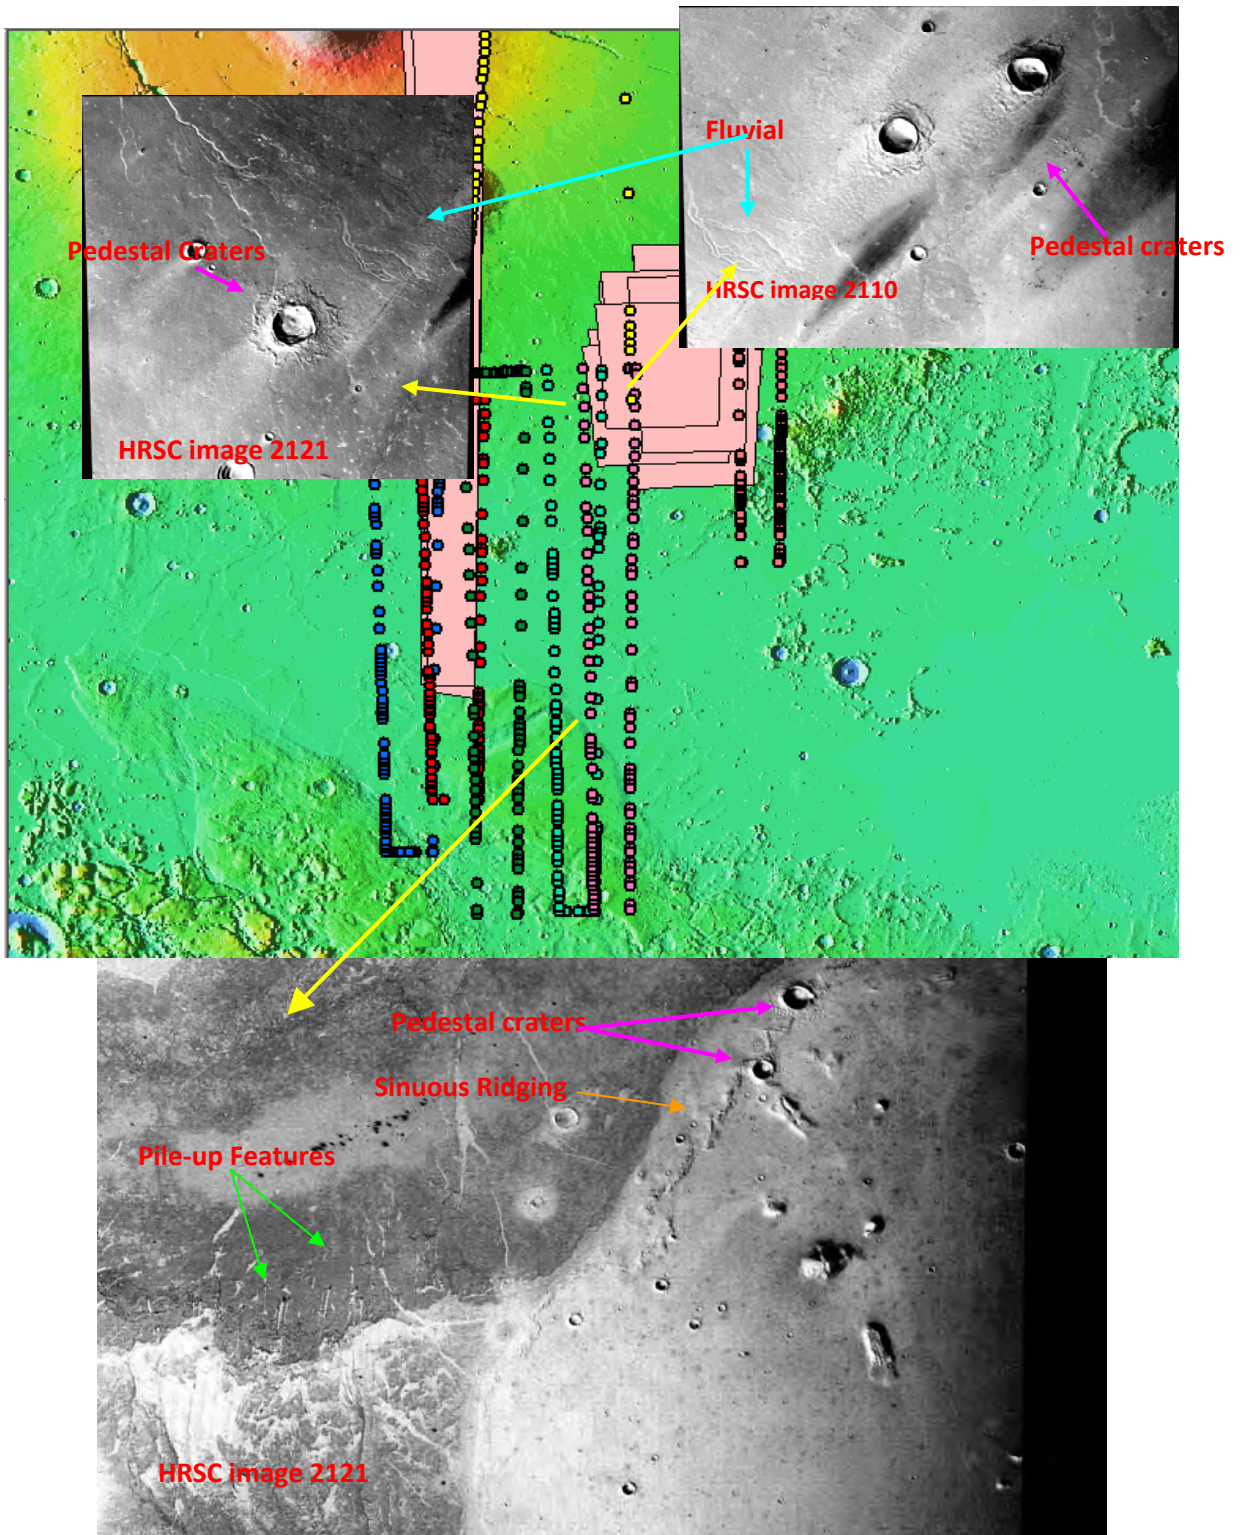 Fluvial
Pedestal Craters
Pedestal craters
HRSC image 2110
HRSC image 2121
Pedestal craters
Sinuous Ridging
Pile-up Features
HRSC image 2121